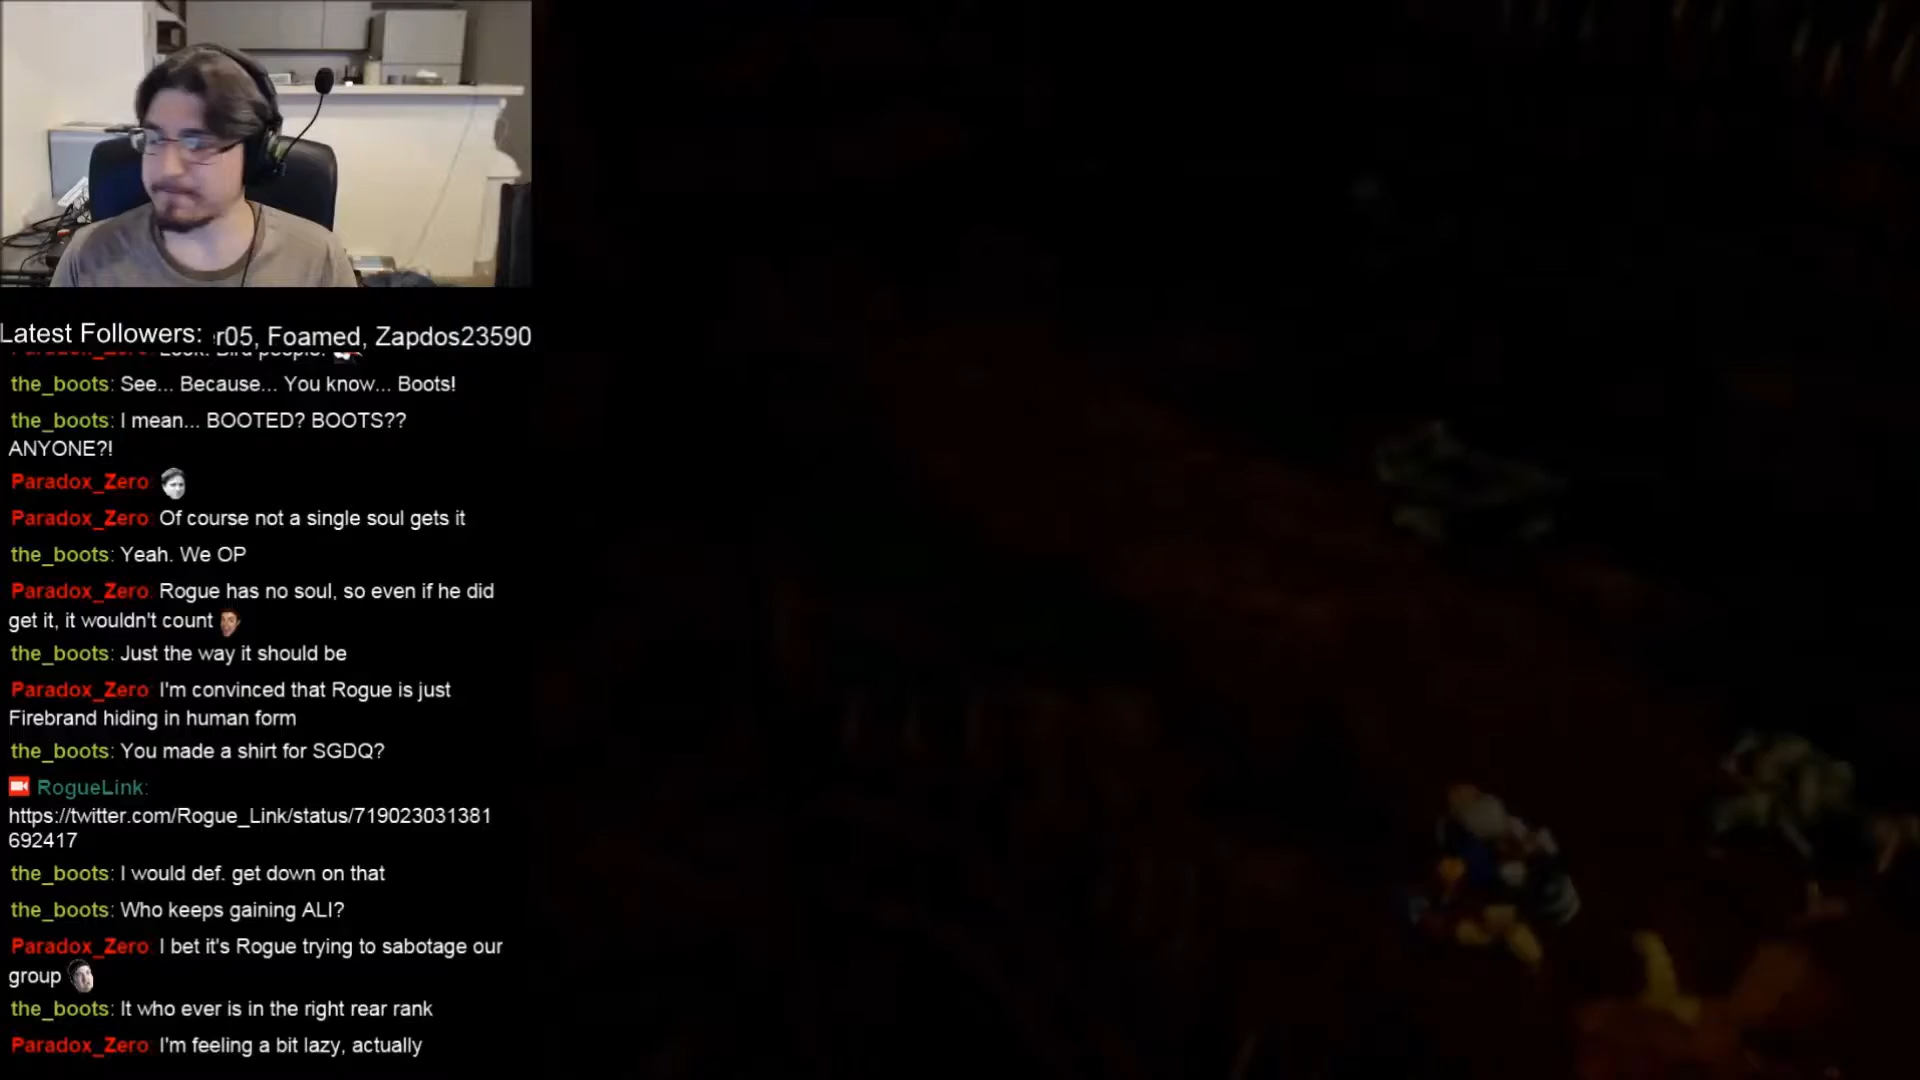 Latest Followers: r05, Foamed, Zapdos23590
Paradox_Zero: Look! Bird people!
the_boots: See... Because... You know... Boots!
the_boots: I mean... BOOTED? BOOTS??
ANYONE?!
Paradox_Zero:
Paradox_Zero: Of course not a single soul gets it
the_boots: Yeah. We OP
Paradox_Zero: Rogue has no soul, so even if he did
get it, it wouldn't count
the_boots: Just the way it should be
Paradox_Zero: I'm convinced that Rogue is just
Firebrand hiding in human form
the_boots: You made a shirt for SGDQ?
RogueLink:
https://twitter.com/Rogue_Link/status/719023031381
692417
the_boots: I would def. get down on that
the_boots: Who keeps gaining ALI?
Paradox_Zero: I bet it's Rogue trying to sabotage our
group
the_boots: It who ever is in the right rear rank
Paradox_Zero: I'm feeling a bit lazy, actually